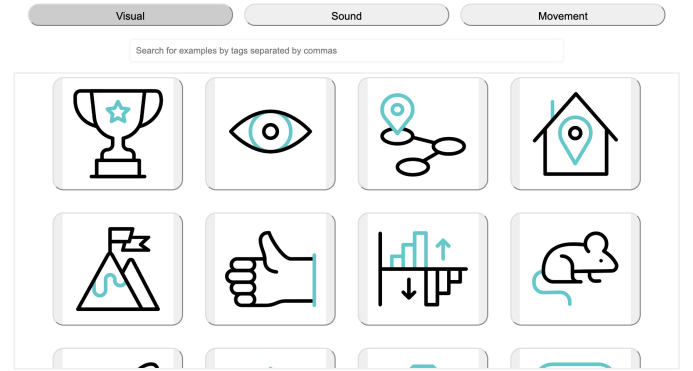 Visual
Sound
Movement
Search for examples by tags separated by commas